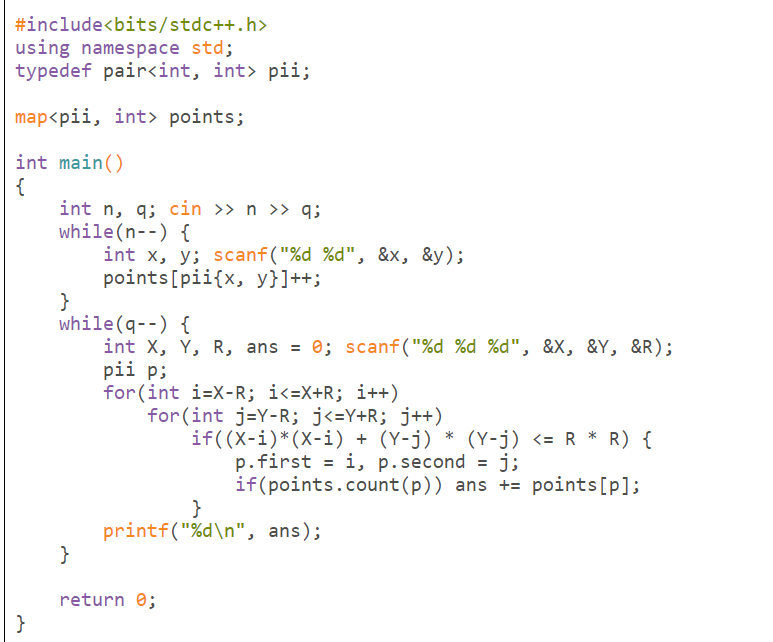 #include<bits/stdc++.h>
using namespace std;
typedef pair<int, int> pii;

map<pii, int> points;

int main()
{
    int n, q; cin >> n >> q;
    while(n--) {
        int x, y; scanf("%d %d", &x, &y);
        points[pii{x, y}]++;
    }
    while(q--) {
        int X, Y, R, ans = 0; scanf("%d %d %d", &X, &Y, &R);
        pii p;
        for(int i=X-R; i<=X+R; i++)
            for(int j=Y-R; j<=Y+R; j++)
                if((X-i)*(X-i) + (Y-j) * (Y-j) <= R * R) {
                    p.first = i, p.second = j;
                    if(points.count(p)) ans += points[p];
                }
        printf("%d\n", ans);
    }

    return 0;
}